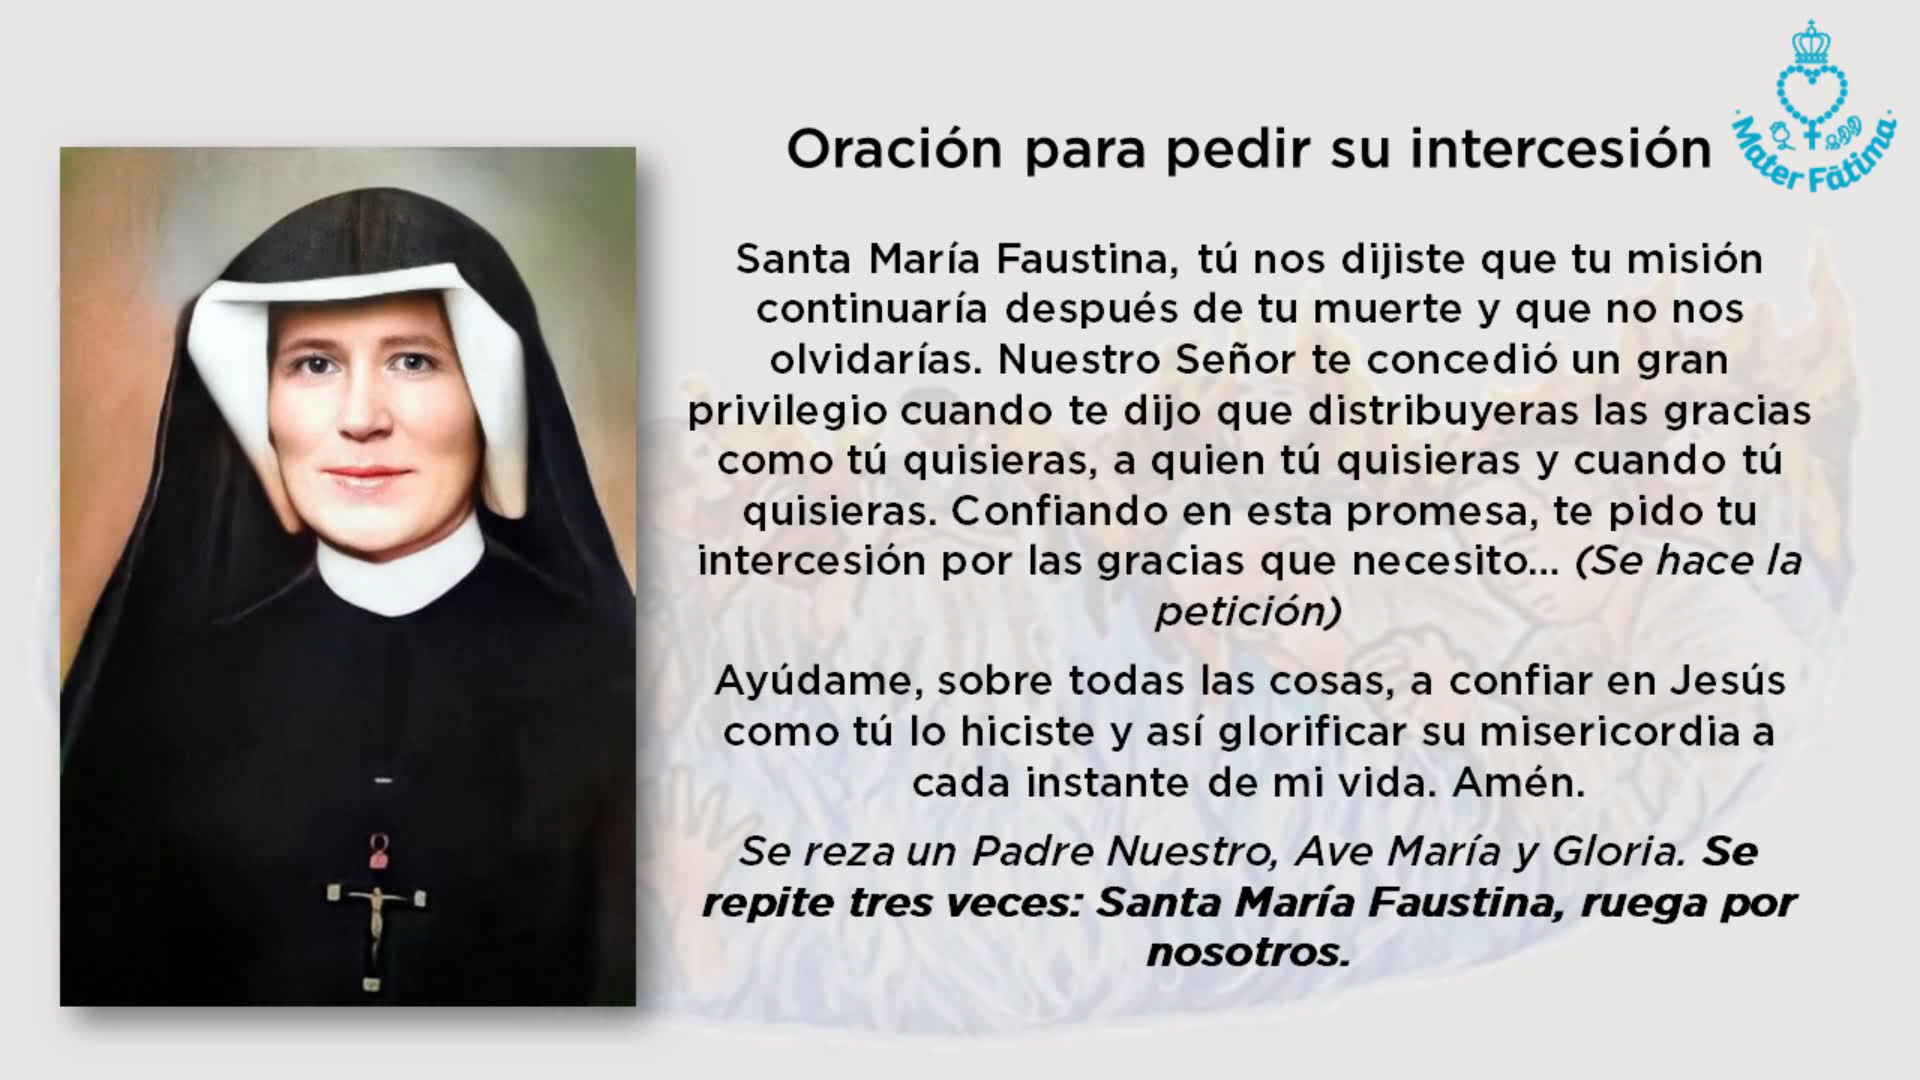 Oración para pedir su intercesión
Mater Fátima
Santa María Faustina, tú nos dijiste que tu misión
continuaría después de tu muerte y que no nos
olvidarías. Nuestro Señor te concedió un gran
privilegio cuando te dijo que distribuyeras las gracias
como tú quisieras, a quien tú quisieras y cuando tú
quisieras. Confiando en esta promesa, te pido tu
intercesión por las gracias que necesito... (Se hace la
petición)
Ayúdame, sobre todas las cosas, a confiar en Jesús
como tú lo hiciste y así glorificar su misericordia a
cada instante de mi vida. Amén.
Se reza un Padre Nuestro, Ave María y Gloria. Se
repite tres veces: Santa María Faustina, ruega por
nosotros.